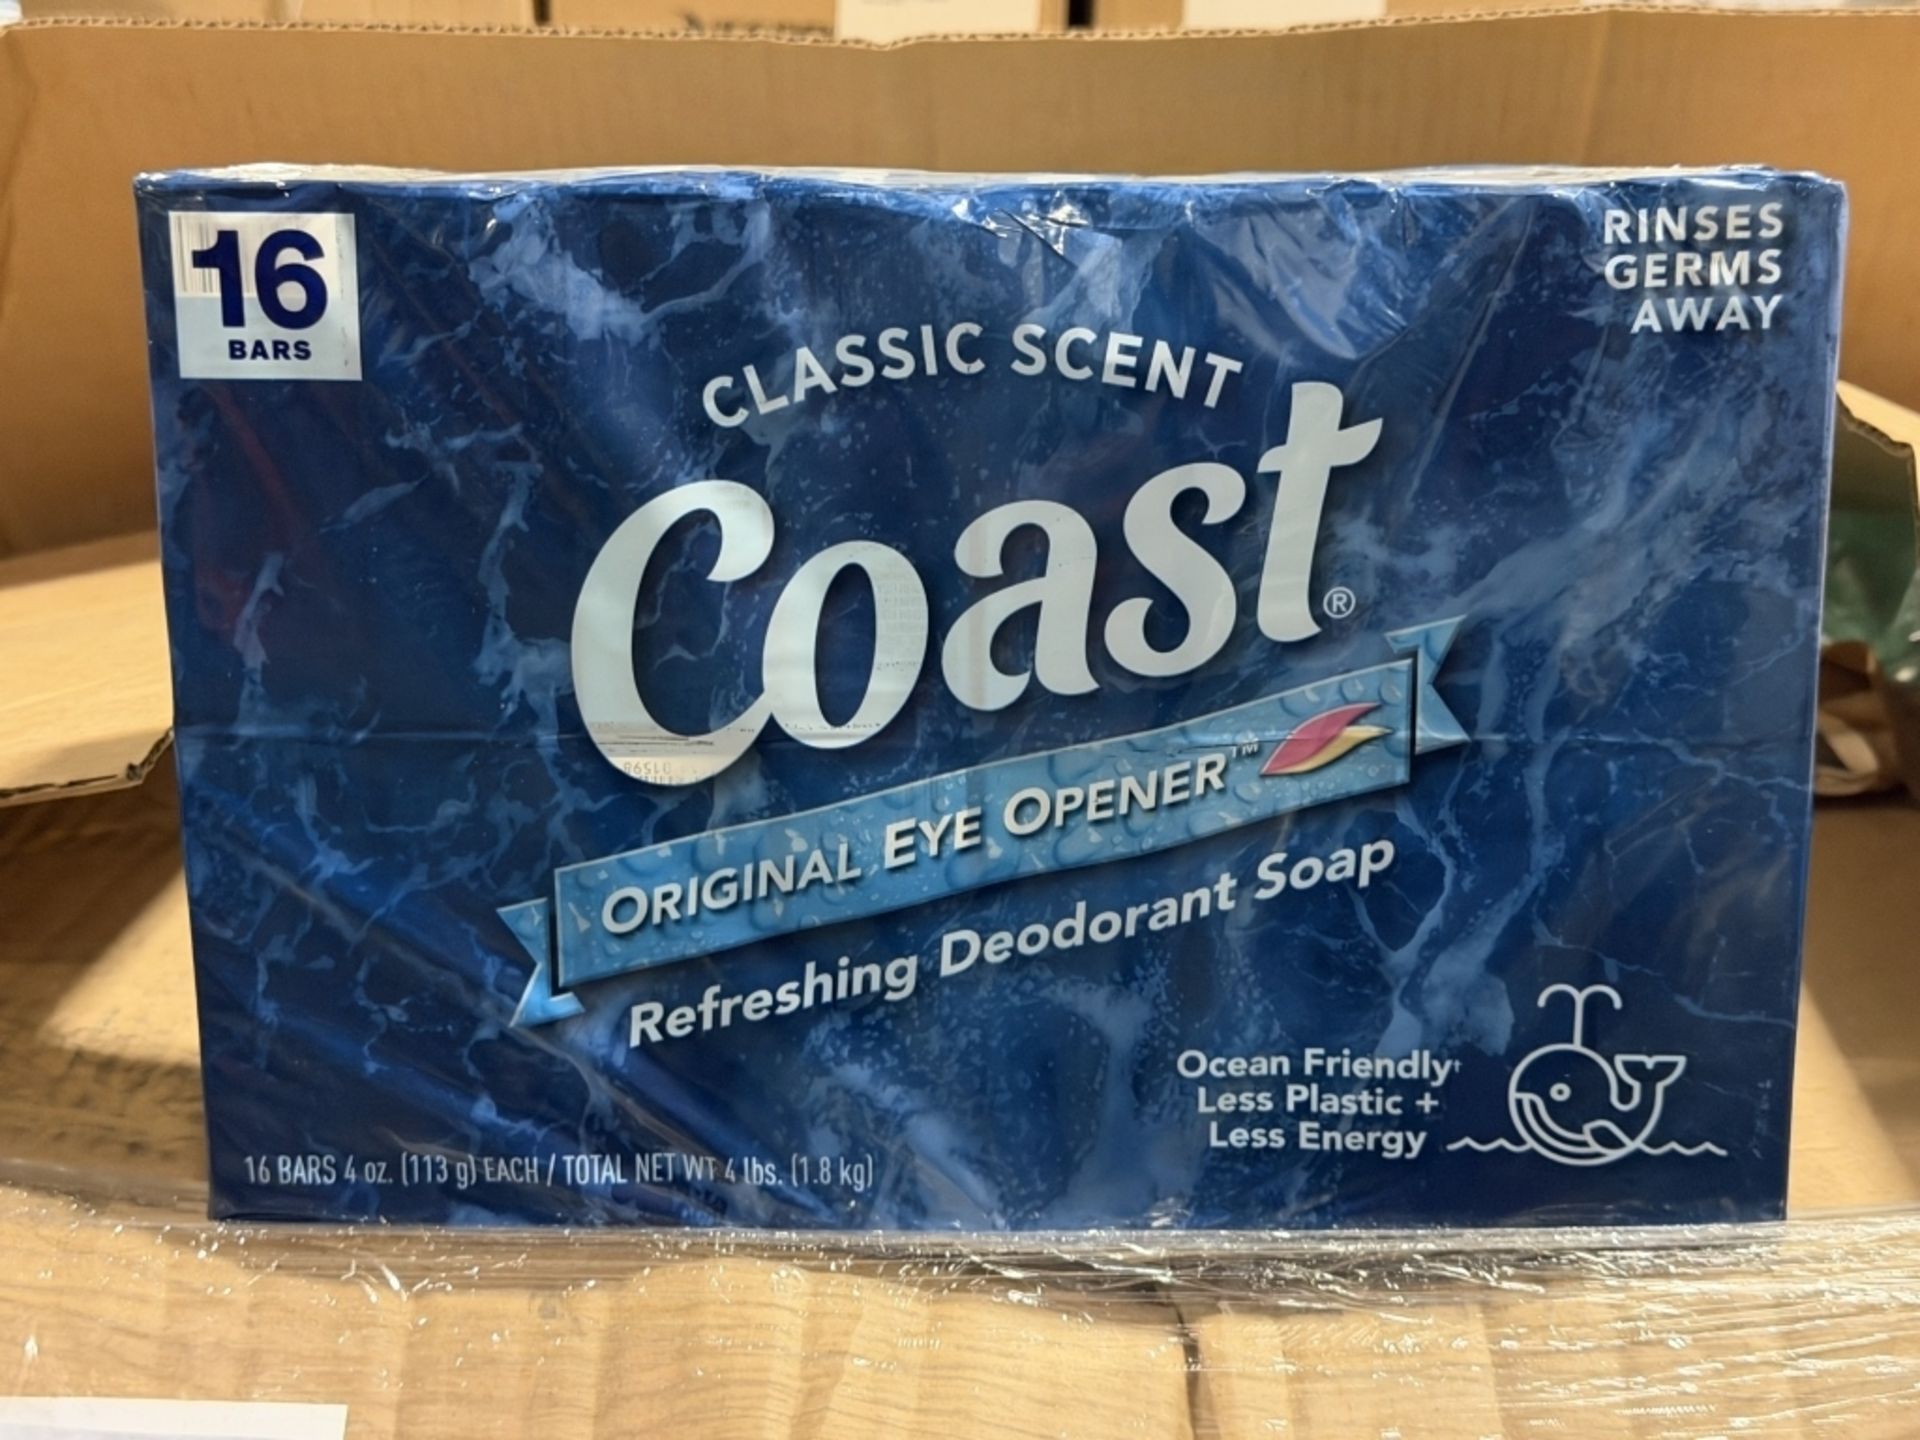 16
BARS
RINSES
GERMS
AWAY
CLASSIC SCENT
Coast®
ORIGINAL EYE OPENER™
Refreshing Deodorant Soap
Ocean Friendly†
Less Plastic +
Less Energy
16 BARS 4 oz. (113 g) EACH / TOTAL NET WT 4 lbs. (1.8 kg)